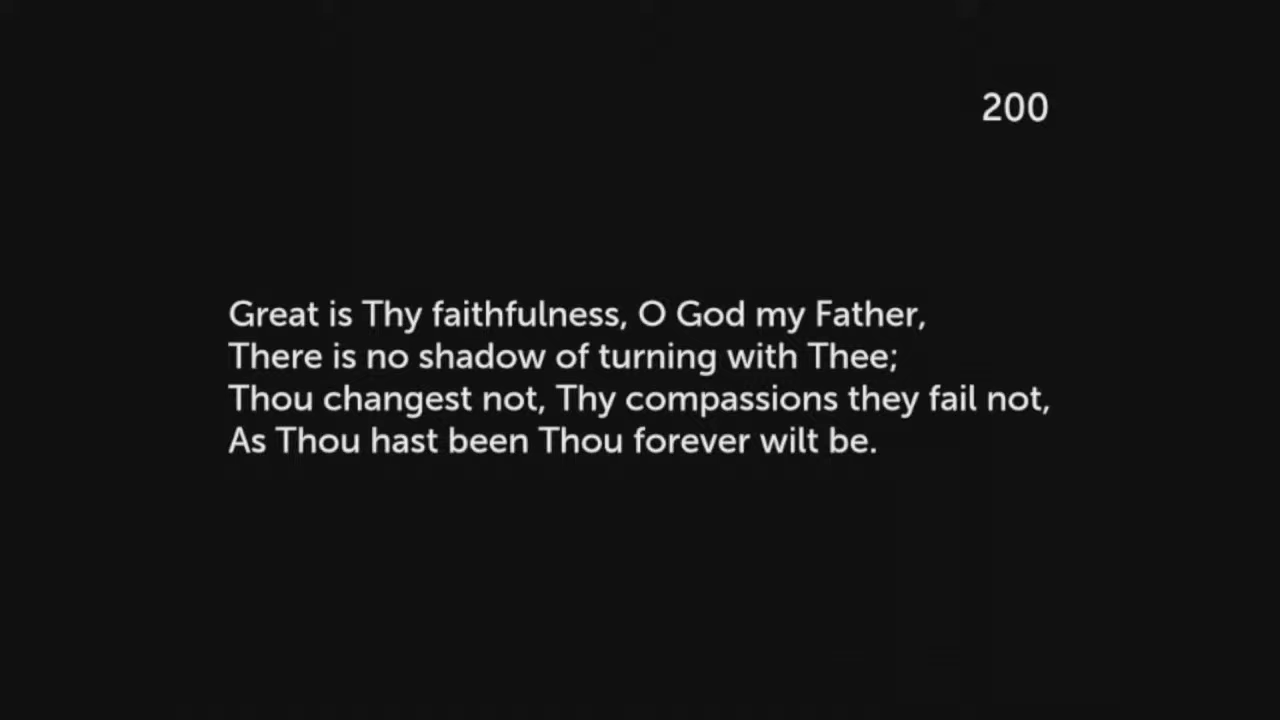 200
Great is Thy faithfulness, O God my Father,
There is no shadow of turning with Thee;
Thou changest not, Thy compassions they fail not,
As Thou hast been Thou forever wilt be.